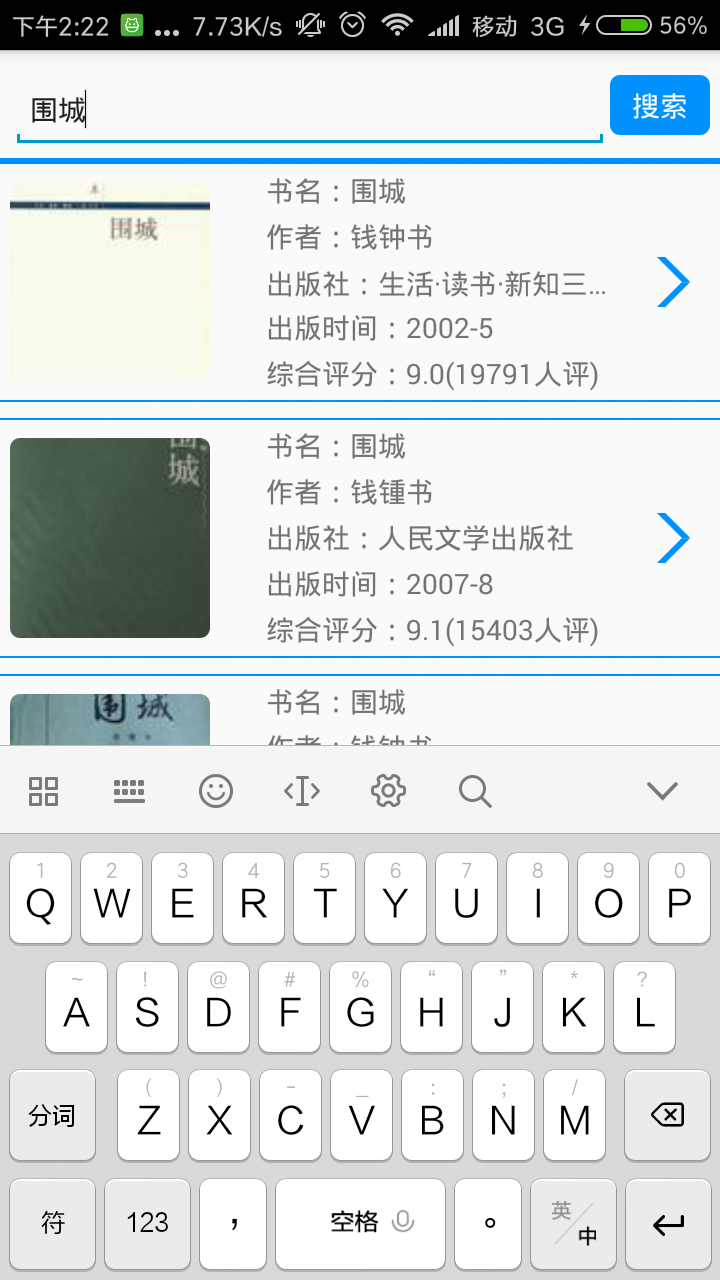 下午2:22 ... 7.73K/s 移动 3G 56%
围城
搜索
围城
书名：围城
作者：钱钟书
出版社：生活·读书·新知三...
出版时间：2002-5
综合评分：9.0(19791人评)
围城
书名：围城
作者：钱锺书
出版社：人民文学出版社
出版时间：2007-8
综合评分：9.1(15403人评)
围城
书名：围城
作者：钱钟书
1 2 3 4 5 6 7 8 9 0
Q W E R T Y U I O P
~ ! @ # % “ ” * ?
A S D F G H J K L
( ) - _ : ; /
分词 Z X C V B N M
符 123 ， 空格 。 英/中